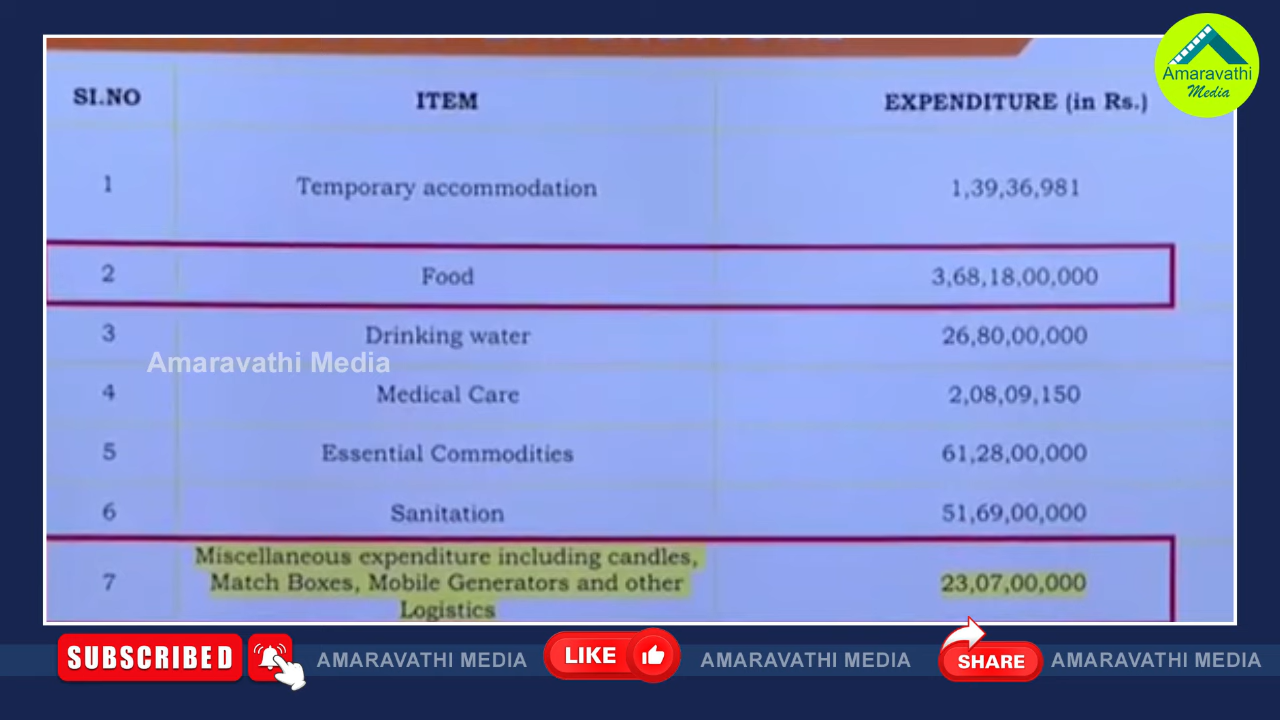 Amaravathi
Media
SI.NO ITEM EXPENDITURE (in Rs.)
1 Temporary accommodation 1,39,36,981
2 Food 3,68,18,00,000
3 Drinking water 26,80,00,000
Amaravathi Media
4 Medical Care 2,08,09,150
5 Essential Commodities 61,28,00,000
6 Sanitation 51,69,00,000
Miscellaneous expenditure including candles,
7 Match Boxes, Mobile Generators and other 23,07,00,000
Logistics
SUBSCRIBED AMARAVATHI MEDIA LIKE AMARAVATHI MEDIA SHARE AMARAVATHI MEDIA